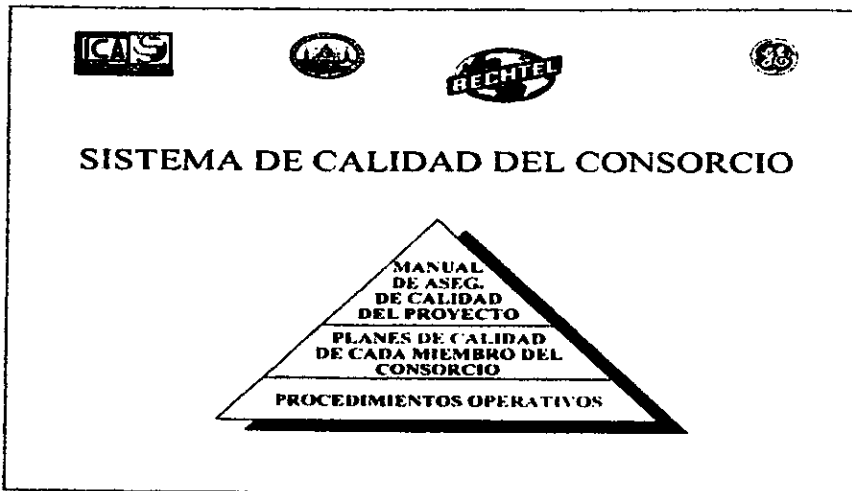 ICA
BECHTEL
GE
SISTEMA DE CALIDAD DEL CONSORCIO
MANUAL
DE ASEG.
DE CALIDAD
DEL PROYECTO
PLANES DE CALIDAD
DE CADA MIEMBRO DEL
CONSORCIO
PROCEDIMIENTOS OPERATIVOS